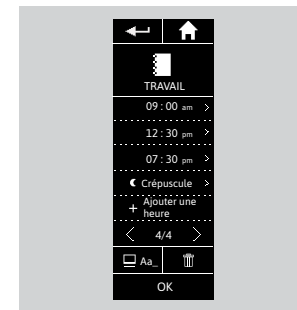 TRAVAIL
09 : 00 am >
12 : 30 pm >
07 : 30 pm >
Crépuscule >
+ Ajouter une
heure
< 4/4 >
Aa_
OK